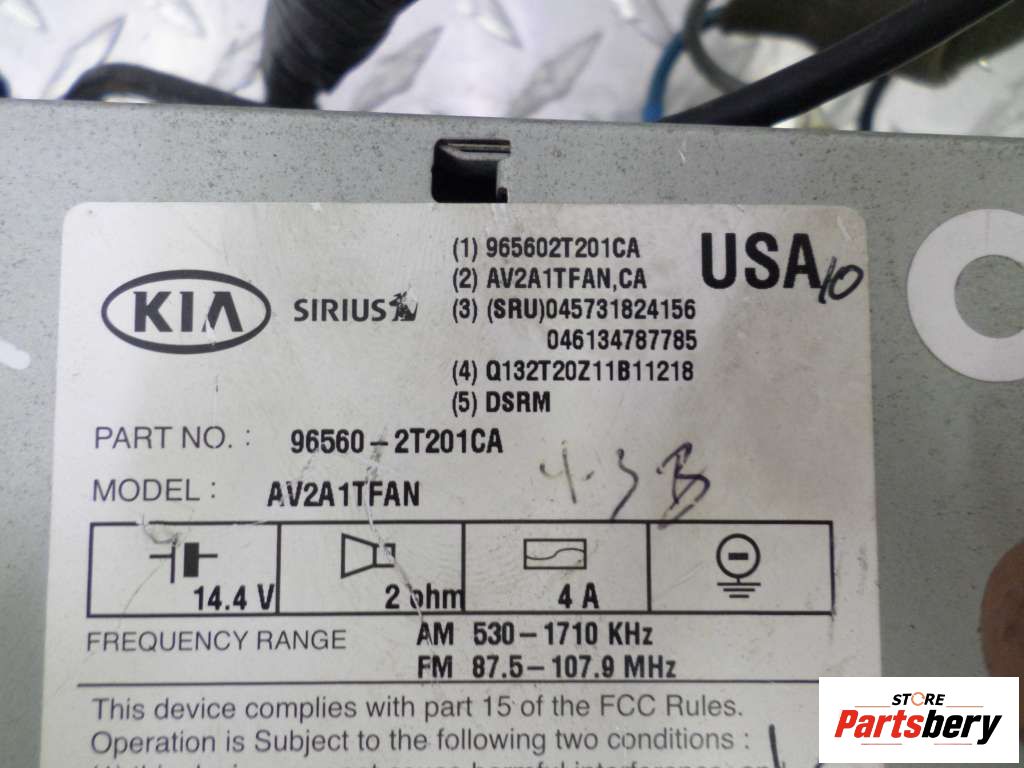 (1) 965602T201CA
USA
10
(2) AV2A1TFAN,CA
KIA
SIRIUS
(3) (SRU)045731824156
046134787785
(4) Q132T20Z11B11218
(5) DSRM
PART NO. : 96560-2T201CA
4-3 B
MODEL : AV2A1TFAN
14.4 V
2 ohm
4 A
FREQUENCY RANGE AM 530-1710 KHz
FM 87.5-107.9 MHz
This device complies with part 15 of the FCC Rules.
Operation is Subject to the following two conditions :
STORE
Partsbery